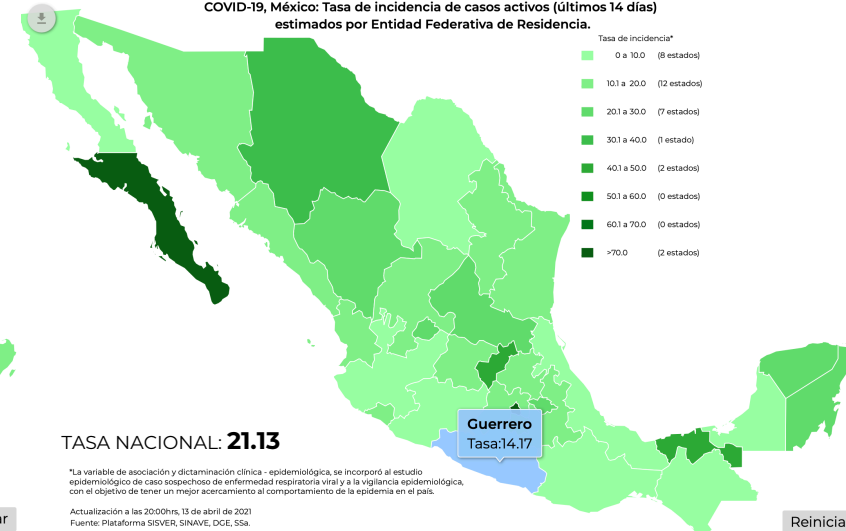 COVID-19, México: Tasa de incidencia de casos activos (últimos 14 días)
estimados por Entidad Federativa de Residencia.
Tasa de incidencia*
0 a 10.0 (8 estados)
10.1 a 20.0 (12 estados)
20.1 a 30.0 (7 estados)
30.1 a 40.0 (1 estado)
40.1 a 50.0 (2 estados)
50.1 a 60.0 (0 estados)
60.1 a 70.0 (0 estados)
>70.0 (2 estados)
Guerrero
Tasa:14.17
TASA NACIONAL: 21.13
*La variable de asociación y dictaminación clínica - epidemiológica, se incorporó al estudio
epidemiológico de caso sospechoso de enfermedad respiratoria viral y a la vigilancia epidemiológica,
con el objetivo de tener un mejor acercamiento al comportamiento de la epidemia en el país.
Actualización a las 20:00hrs, 13 de abril de 2021
Fuente: Plataforma SISVER, SINAVE, DGE, SSa.
ar
Reinicia